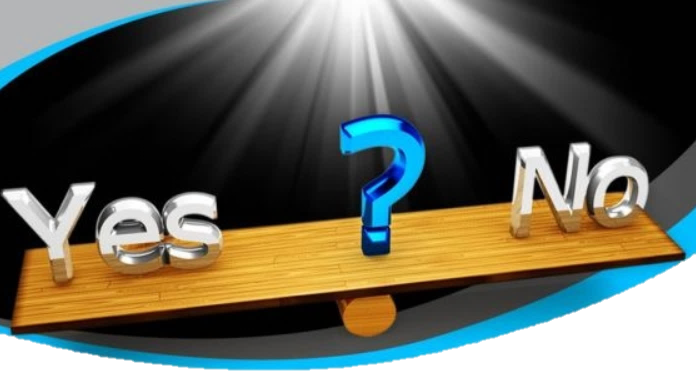 Yes ? No